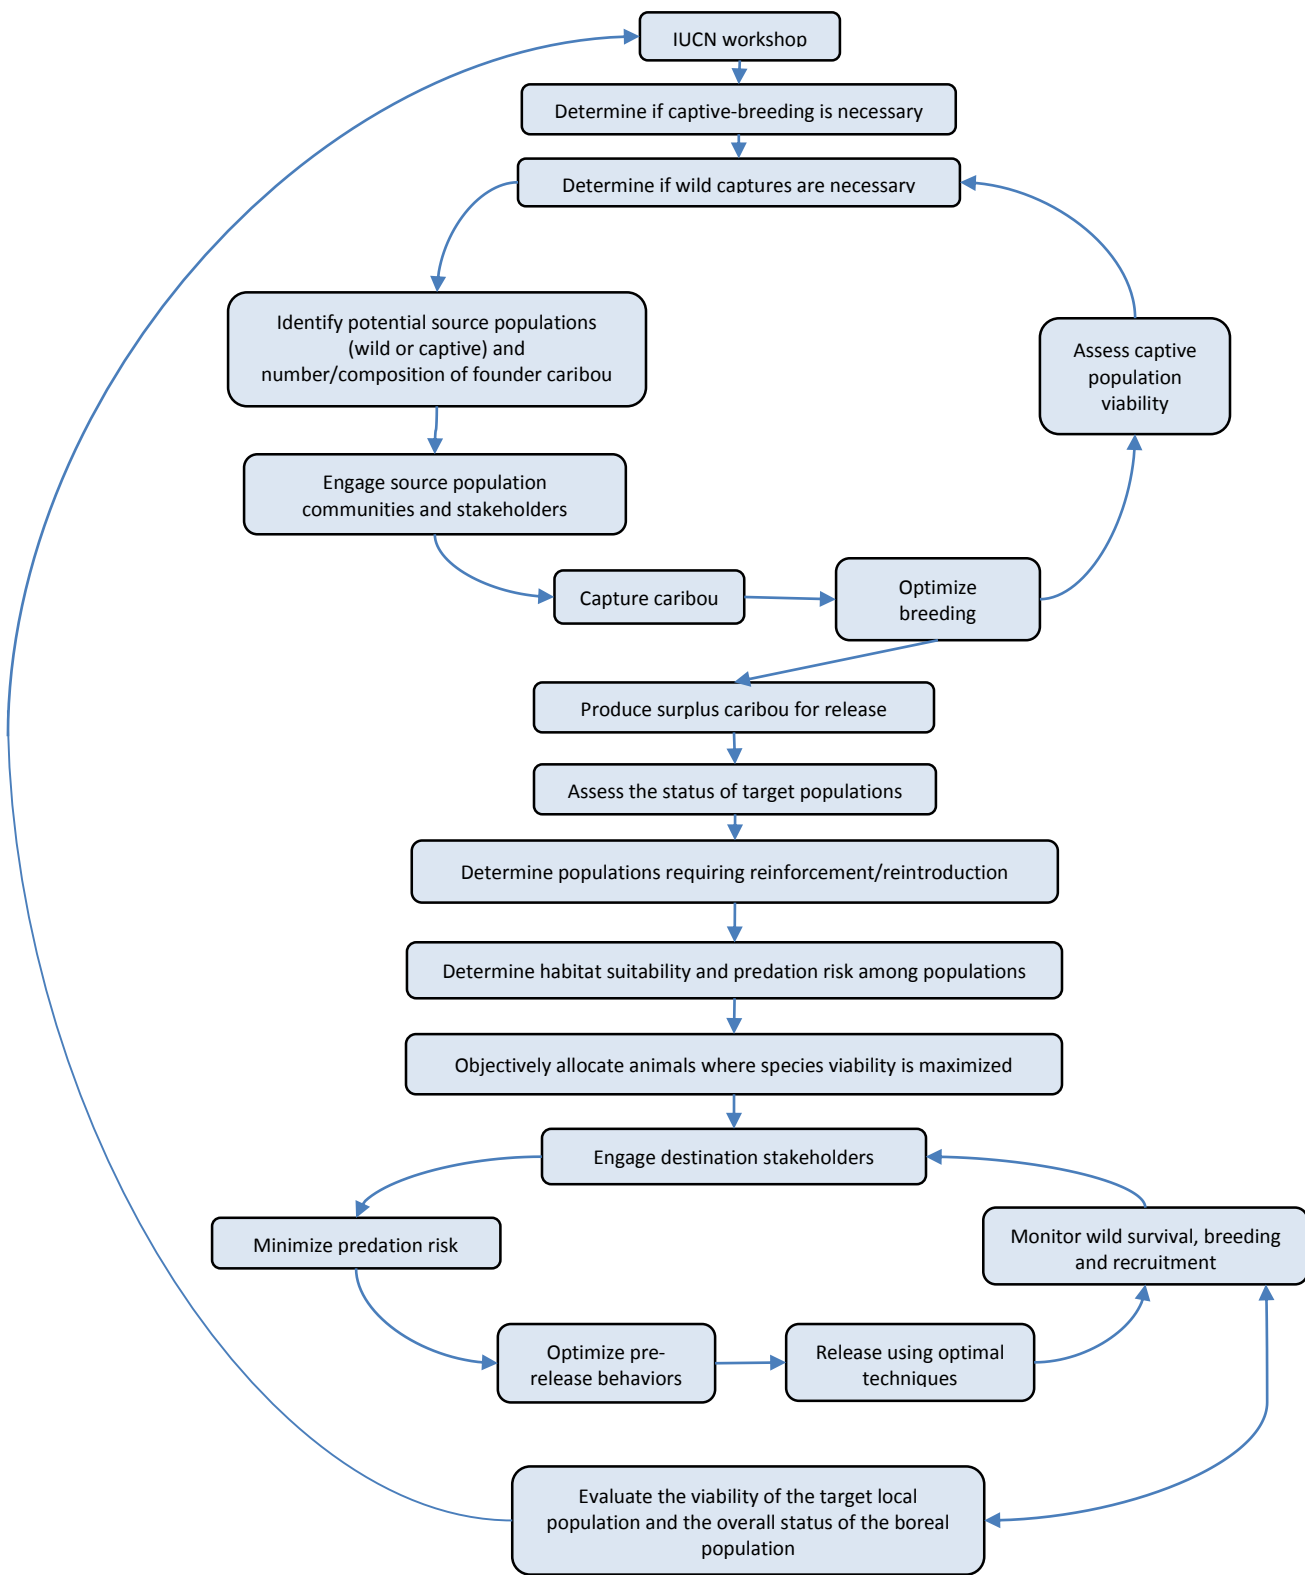 IUCN workshop
Determine if captive-breeding is necessary
Determine if wild captures are necessary
Identify potential source populations
(wild or captive) and
number/composition of founder caribou
Assess captive
population
viability
Engage source population
communities and stakeholders
Capture caribou
Optimize
breeding
Produce surplus caribou for release
Assess the status of target populations
Determine populations requiring reinforcement/reintroduction
Determine habitat suitability and predation risk among populations
Objectively allocate animals where species viability is maximized
Engage destination stakeholders
Minimize predation risk
Monitor wild survival, breeding
and recruitment
Optimize pre-
release behaviors
Release using optimal
techniques
Evaluate the viability of the target local
population and the overall status of the boreal
population